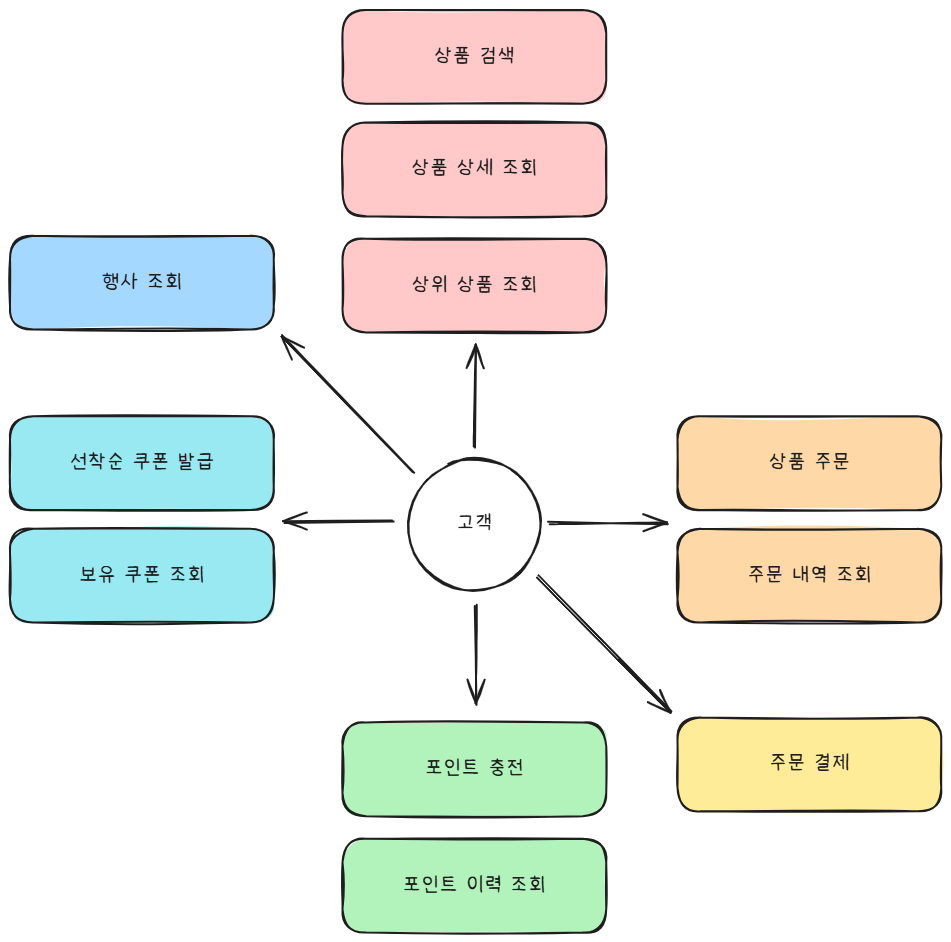 상품 검색
상품 상세 조회
행사 조회
상위 상품 조회
선착순 쿠폰 발급
상품 주문
고객
보유 쿠폰 조회
주문 내역 조회
포인트 충전
주문 결제
포인트 이력 조회